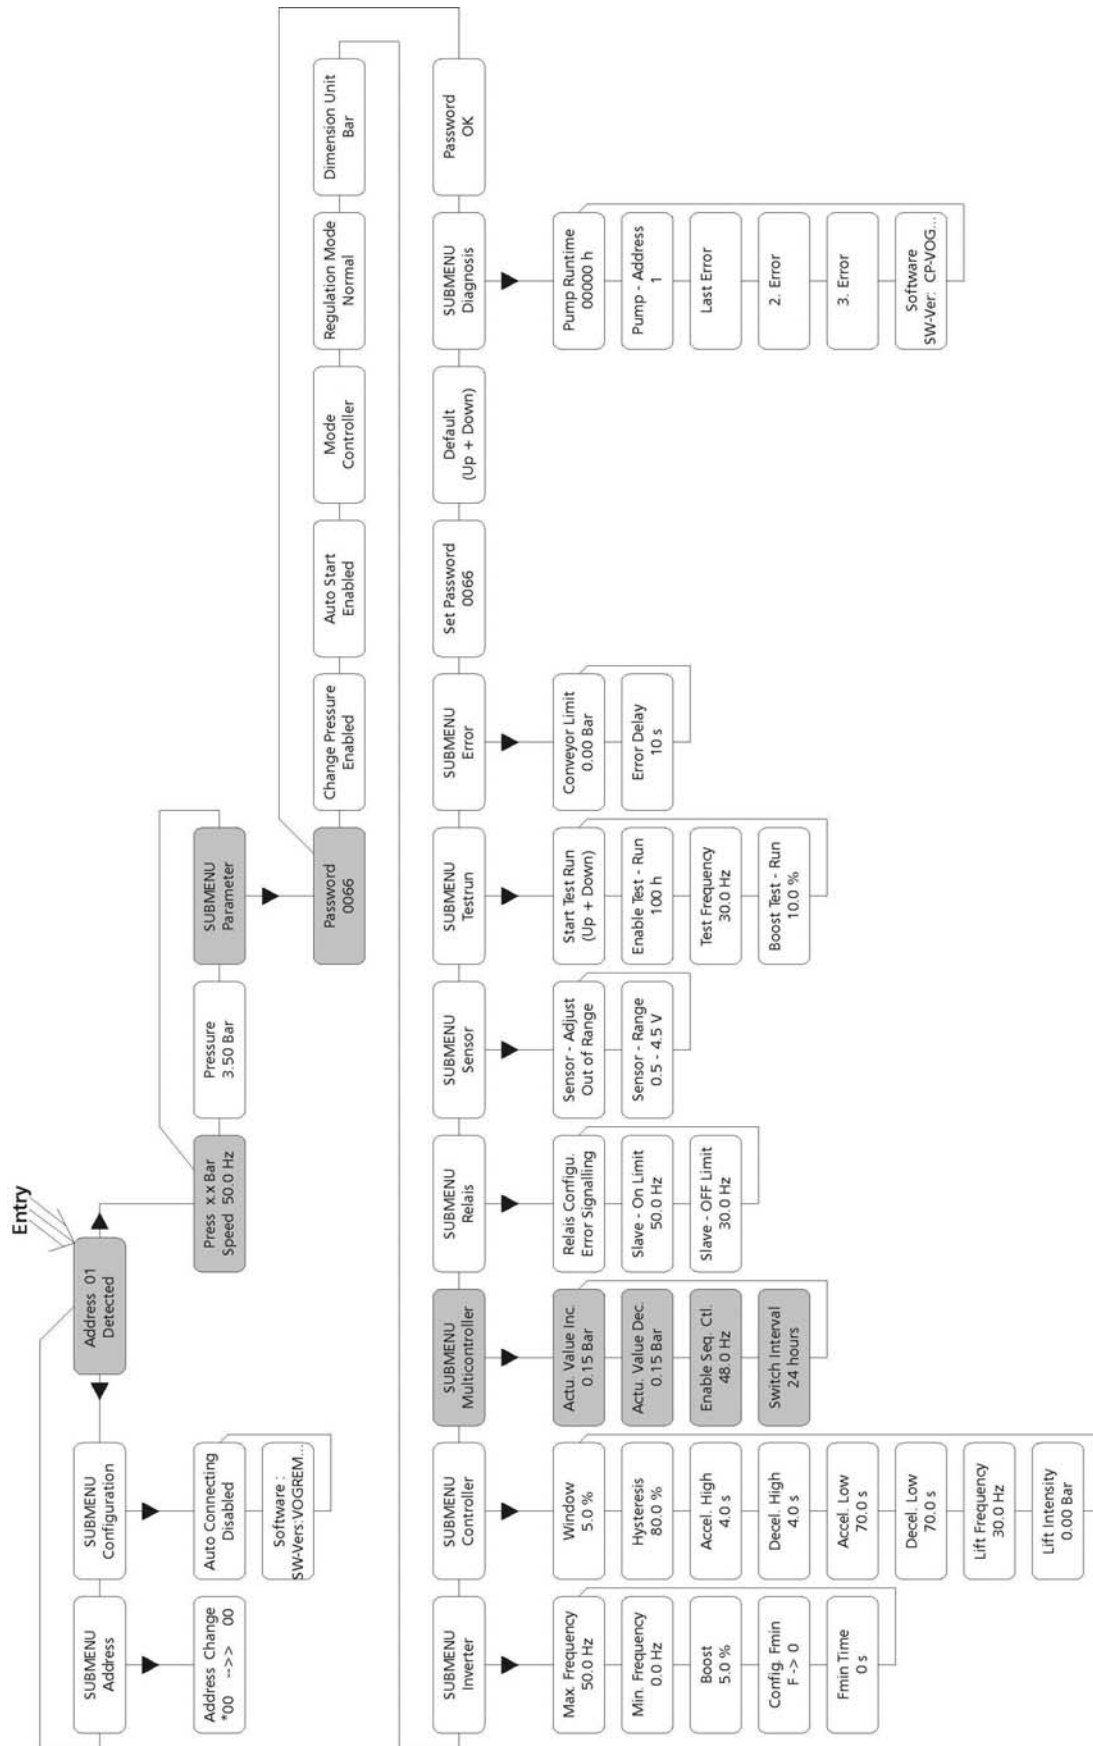 Entry
SUBMENU
Address
SUBMENU
Configuration
Address 01
Detected
Address Change
*00 -->> 00
Auto Connecting
Disabled
Software :
SW-Vers:VOGREM...
Press x.x Bar
Speed 50.0 Hz
Pressure
3.50 Bar
SUBMENU
Parameter
Password
0066
Change Pressure
Enabled
Auto Start
Enabled
Mode
Controller
Regulation Mode
Normal
Dimension Unit
Bar
SUBMENU
Inverter
SUBMENU
Controller
SUBMENU
Multicontroller
SUBMENU
Relais
SUBMENU
Sensor
SUBMENU
Testrun
SUBMENU
Error
Set Password
0066
Default
(Up + Down)
SUBMENU
Diagnosis
Password
OK
Max. Frequency
50.0 Hz
Min. Frequency
0.0 Hz
Boost
5.0 %
Config. Fmin
F -> 0
Fmin Time
0 s
Window
5.0 %
Hysteresis
80.0 %
Accel. High
4.0 s
Decel. High
4.0 s
Accel. Low
70.0 s
Decel. Low
70.0 s
Lift Frequency
30.0 Hz
Lift Intensity
0.00 Bar
Actu. Value Inc.
0.15 Bar
Actu. Value Dec.
0.15 Bar
Enable Seq. Ctl.
48.0 Hz
Switch Interval
24 hours
Relais Configu.
Error Signalling
Slave - On Limit
50.0 Hz
Slave - OFF Limit
30.0 Hz
Sensor - Adjust
Out of Range
Sensor - Range
0.5 - 4.5 V
Start Test Run
(Up + Down)
Enable Test - Run
100 h
Test Frequency
30.0 Hz
Boost Test - Run
10.0 %
Conveyor Limit
0.00 Bar
Error Delay
10 s
Pump Runtime
00000 h
Pump - Address
1
Last Error
2. Error
3. Error
Software
SW-Ver: CP-VOG...